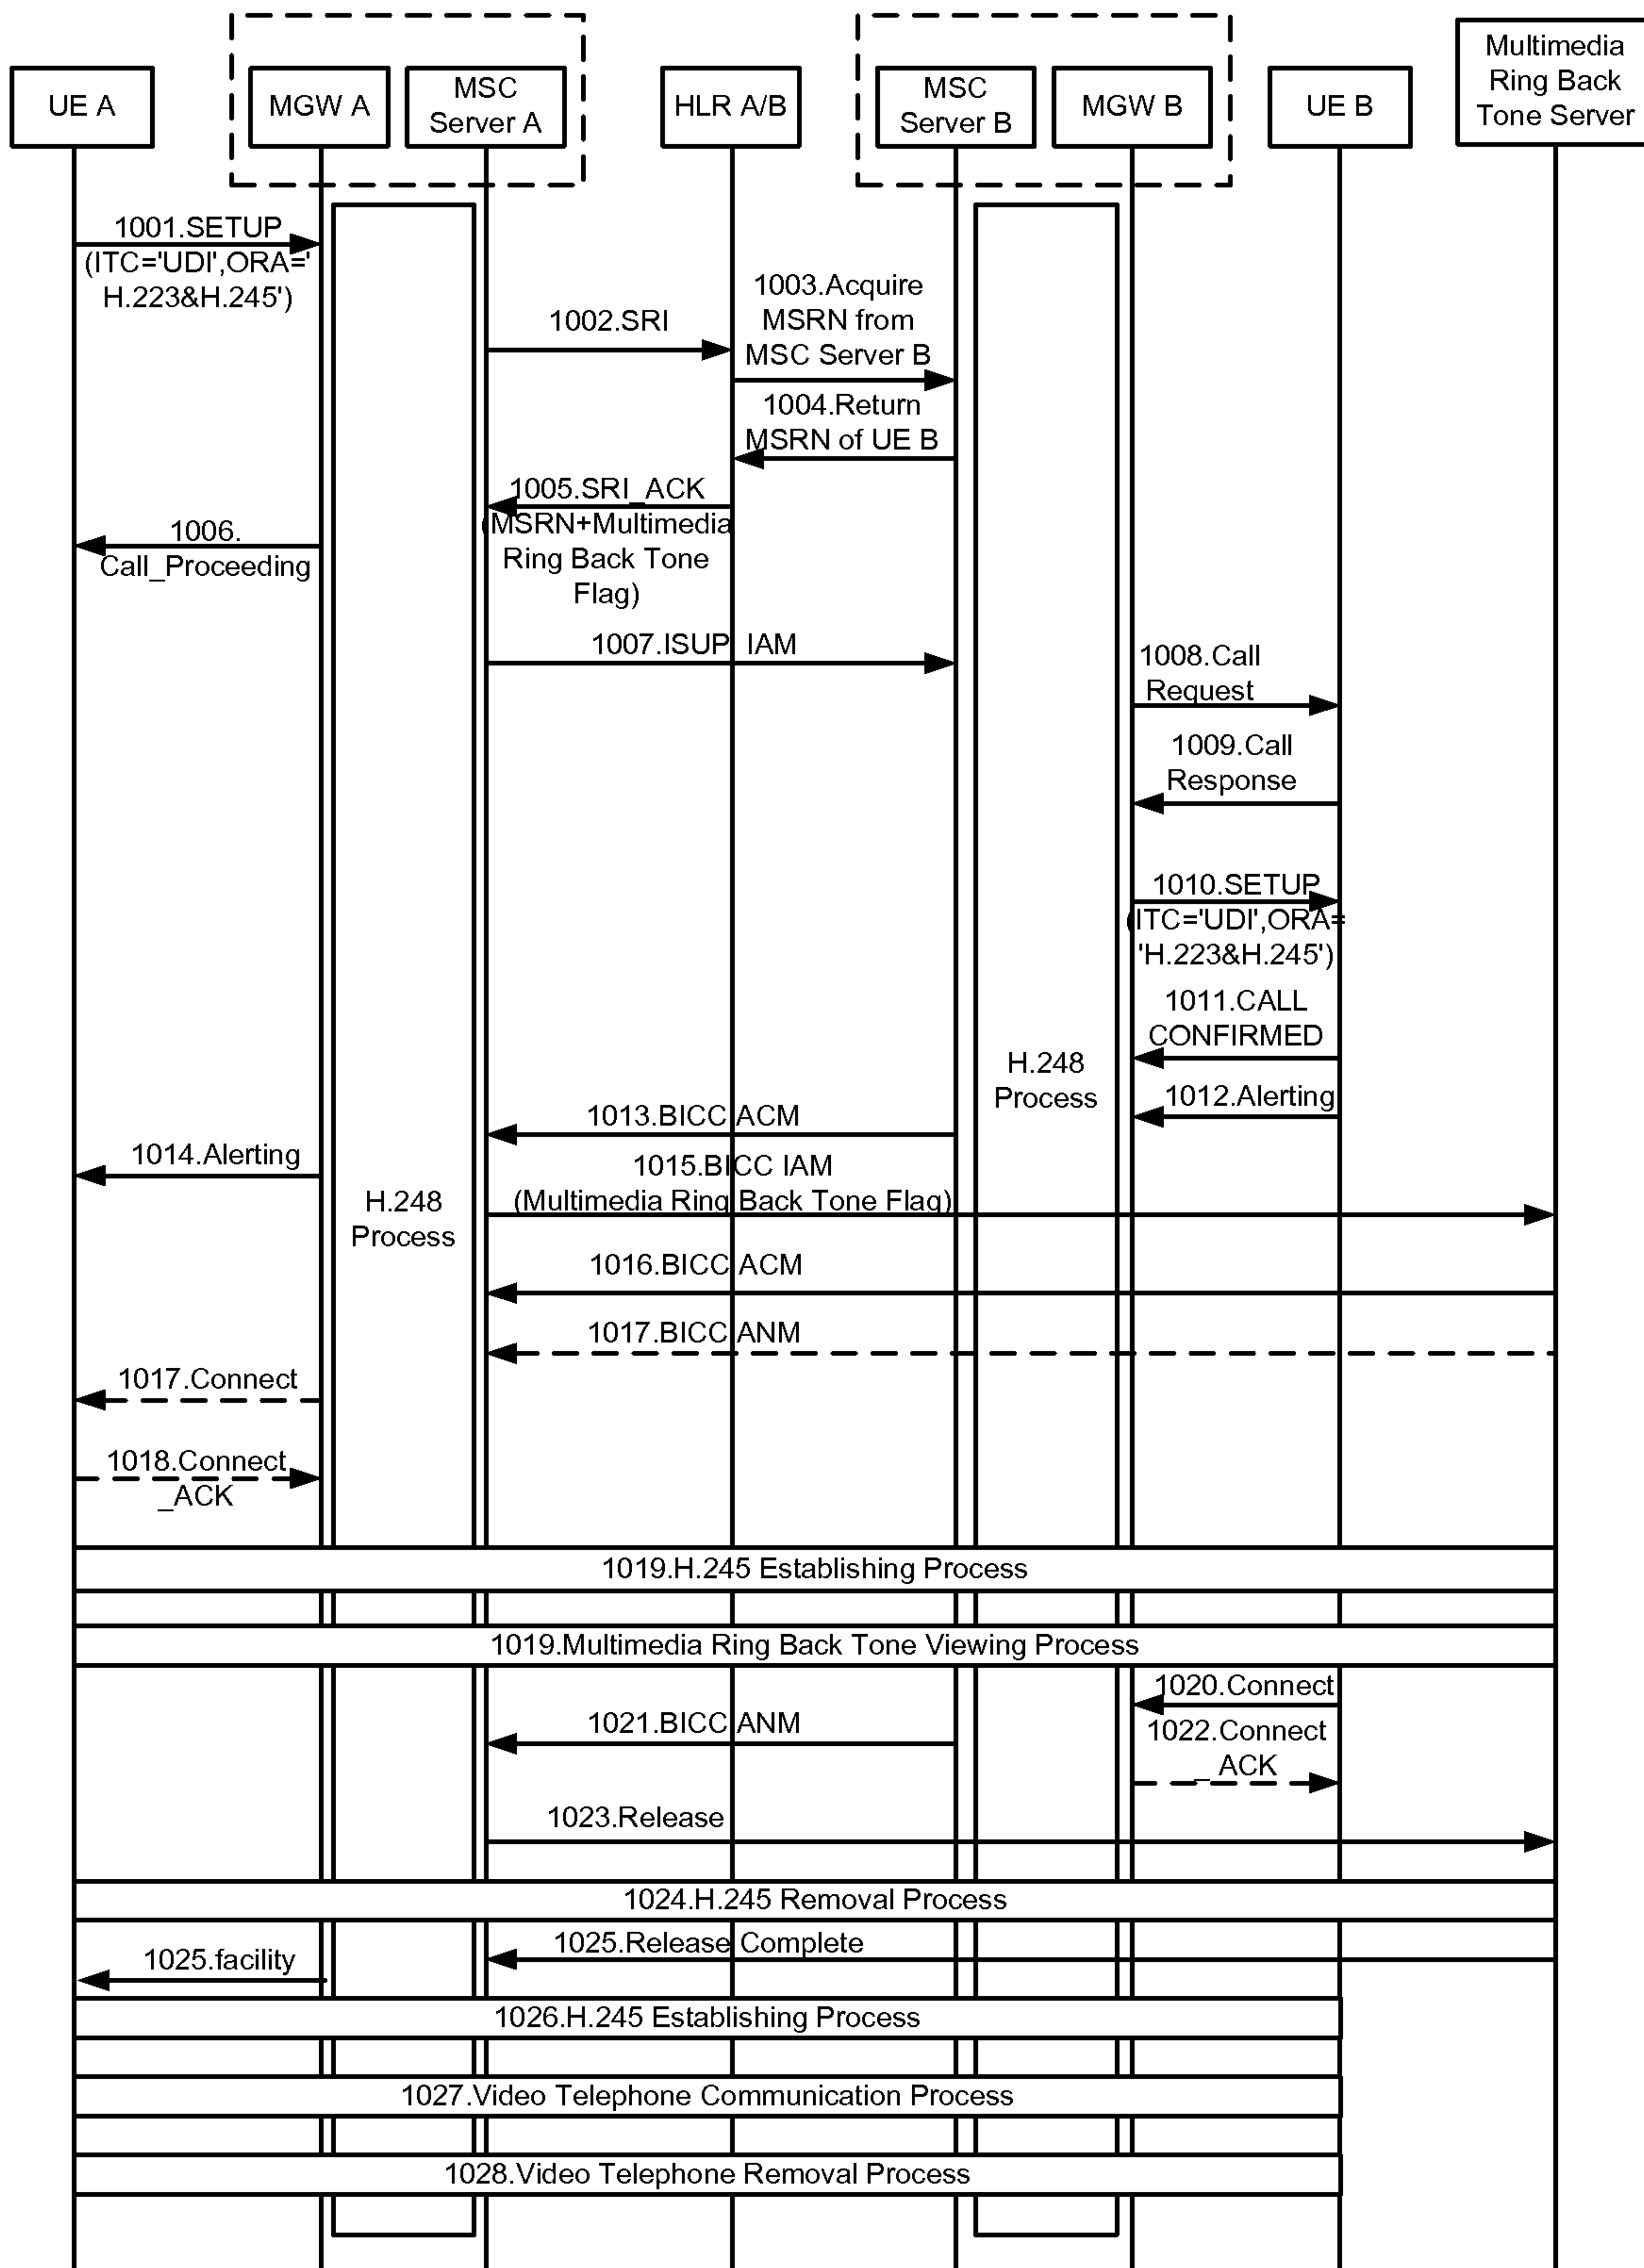 UE A
MGW A
MSC
Server A
HLR A/B
MSC
Server B
MGW B
UE B
Multimedia
Ring Back
Tone Server
1001.SETUP
(ITC='UDI',ORA='
H.223&H.245')
1002.SRI
1003.Acquire
MSRN from
MSC Server B
1004.Return
MSRN of UE B
1005.SRI_ACK
(MSRN+Multimedia
Ring Back Tone
Flag)
1006.
Call_Proceeding
1007.ISUP IAM
1008.Call
Request
1009.Call
Response
1010.SETUP
(ITC='UDI',ORA=
'H.223&H.245')
1011.CALL
CONFIRMED
H.248
Process
1012.Alerting
1013.BICC ACM
1014.Alerting
1015.BICC IAM
(Multimedia Ring Back Tone Flag)
H.248
Process
1016.BICC ACM
1017.BICC ANM
1017.Connect
1018.Connect
_ACK
1019.H.245 Establishing Process
1019.Multimedia Ring Back Tone Viewing Process
1020.Connect
1021.BICC ANM
1022.Connect
_ ACK
1023.Release
1024.H.245 Removal Process
1025.Release Complete
1025.facility
1026.H.245 Establishing Process
1027.Video Telephone Communication Process
1028.Video Telephone Removal Process